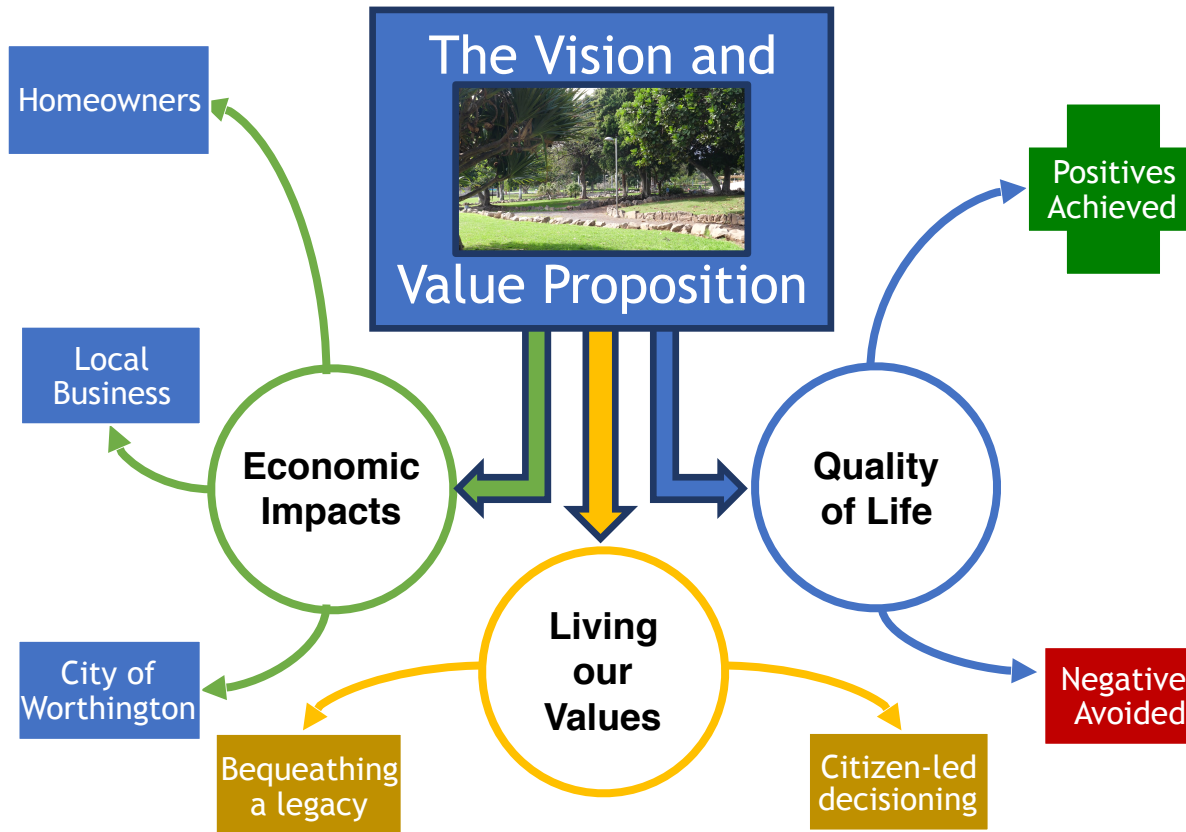 The Vision and
Value Proposition
Homeowners
Local
Business
Economic
Impacts
City of
Worthington
Living
our
Values
Bequeathing
a legacy
Citizen-led
decisioning
Quality
of Life
Positives
Achieved
Negative
Avoided